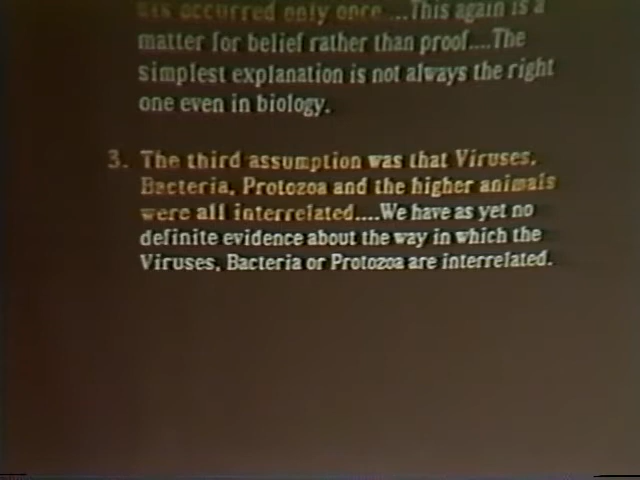 has occurred only once....This again is a
matter for belief rather than proof....The
simplest explanation is not always the right
one even in biology.
3. The third assumption was that Viruses,
Bacteria, Protozoa and the higher animals
were all interrelated....We have as yet no
definite evidence about the way in which the
Viruses, Bacteria or Protozoa are interrelated.